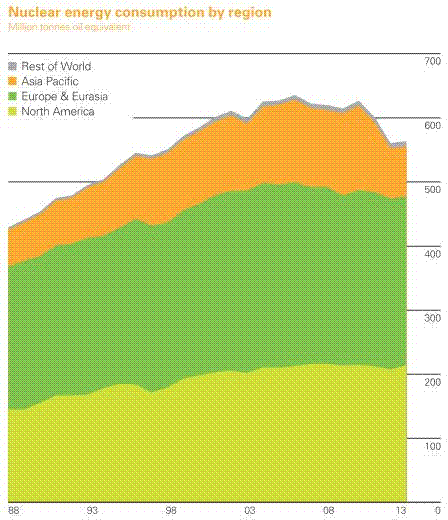 Nuclear energy consumption by region
Million tonnes oil equivalent
700
Rest of World
Asia Pacific
Europe & Eurasia
North America
600
500
400
300
200
100
88 93 98 03 08 13 0